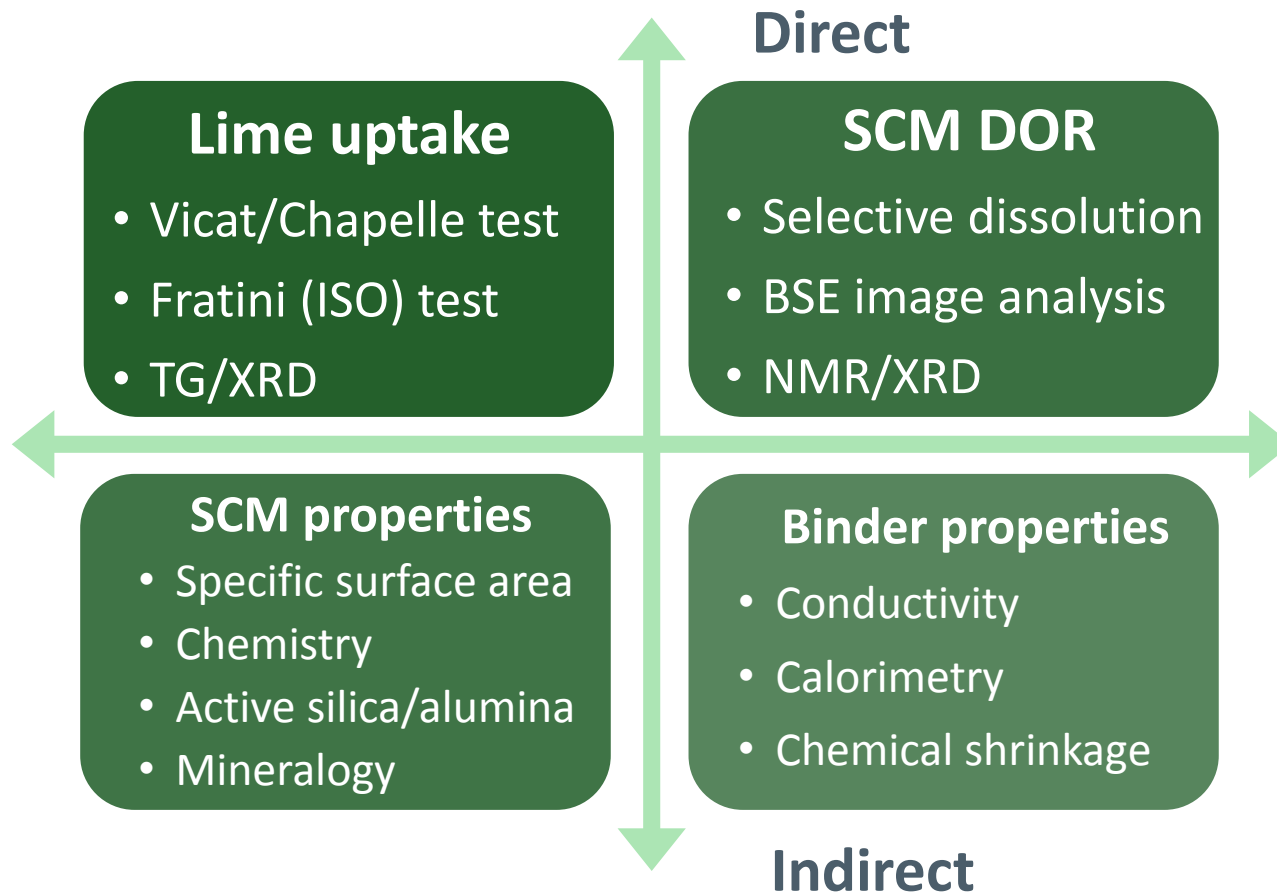 Direct
Lime uptake
• Vicat/Chapelle test
• Fratini (ISO) test
• TG/XRD
SCM DOR
• Selective dissolution
• BSE image analysis
• NMR/XRD
SCM properties
• Specific surface area
• Chemistry
• Active silica/alumina
• Mineralogy
Binder properties
• Conductivity
• Calorimetry
• Chemical shrinkage
Indirect